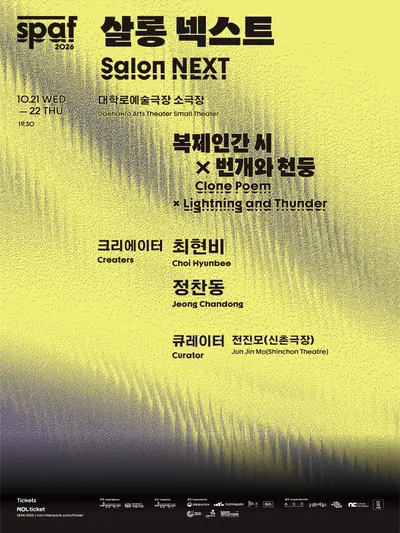 spaf
2026
살롱 넥스트
Salon NEXT
10.21 WED
— 22 THU
19:30
대학로예술극장 소극장
Daehakro Arts Theater Small Theater
복제인간 시
× 번개와 천둥
Clone Poem
× Lightning and Thunder
크리에이터
Creaters
최현비
Choi Hyunbee
정찬동
Jeong Chandong
큐레이터
Curator
전진모(신촌극장)
Jun Jin Mo(Shinchon Theatre)
Tickets
NOL ticket